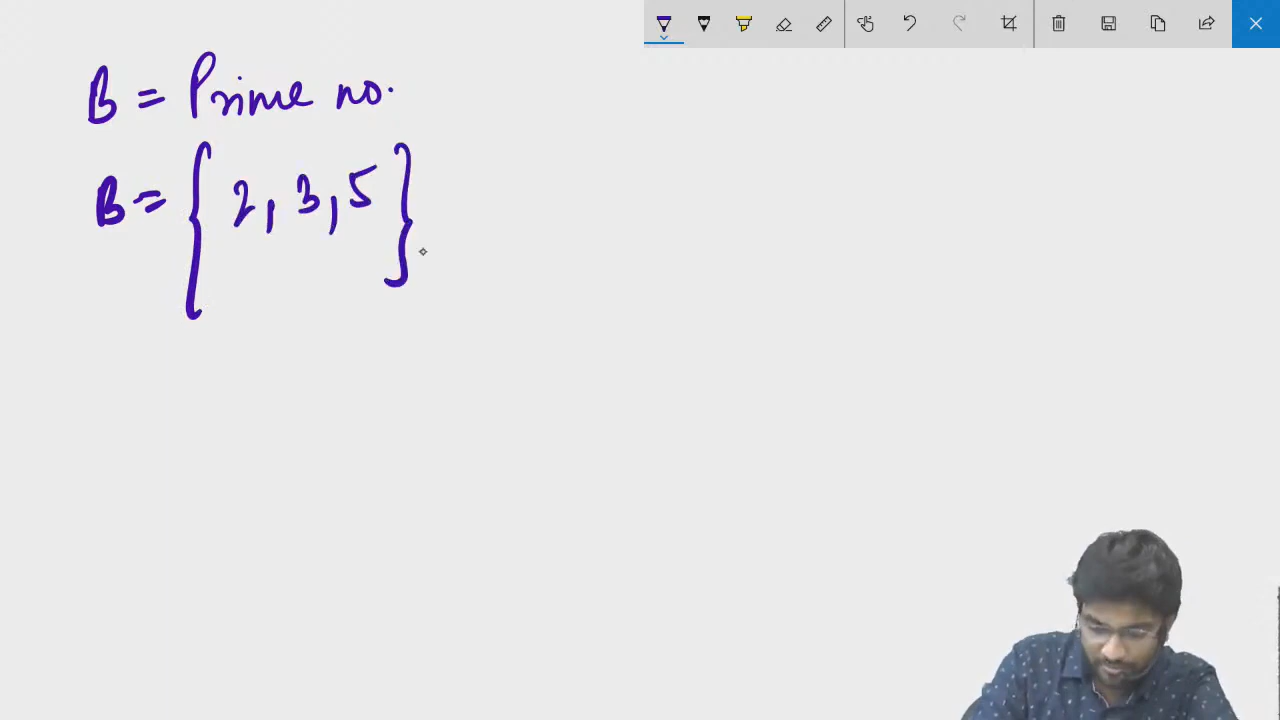 B = Prime no.
B = { 2, 3, 5 }